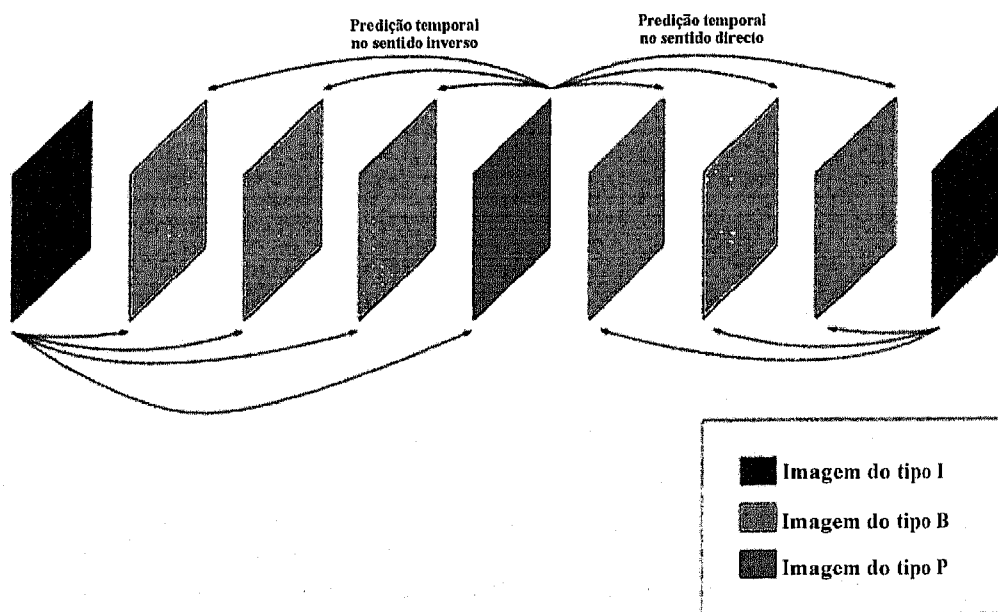 Predição temporal
no sentido inverso
Predição temporal
no sentido directo
Imagem do tipo I
Imagem do tipo B
Imagem do tipo P